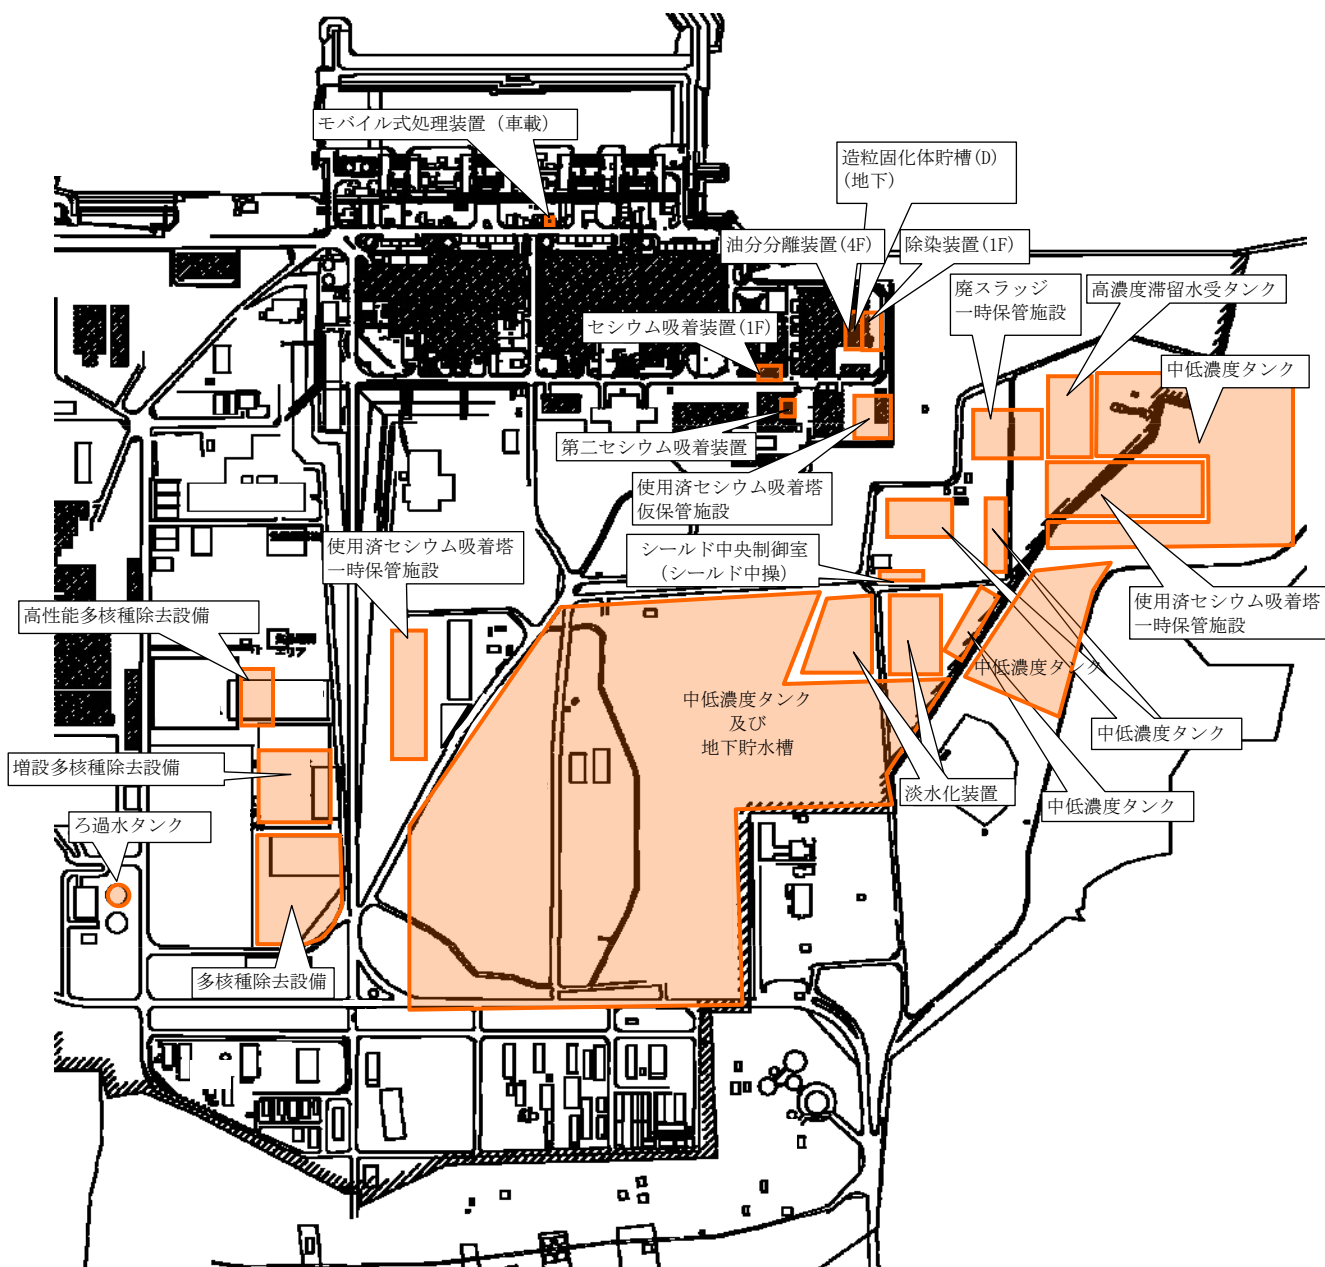 モバイル式処理装置（車載）
造粒固化体貯槽(D)
(地下)
油分分離装置(4F)
除染装置(1F)
廃スラッジ
一時保管施設
高濃度滞留水受タンク
セシウム吸着装置(1F)
中低濃度タンク
第二セシウム吸着装置
使用済セシウム吸着塔
仮保管施設
使用済セシウム吸着塔
一時保管施設
シールド中央制御室
(シールド中操)
高性能多核種除去設備
使用済セシウム吸着塔
一時保管施設
中低濃度タンク
中低濃度タンク
及び
地下貯水槽
中低濃度タンク
増設多核種除去設備
淡水化装置
中低濃度タンク
ろ過水タンク
多核種除去設備
エリア